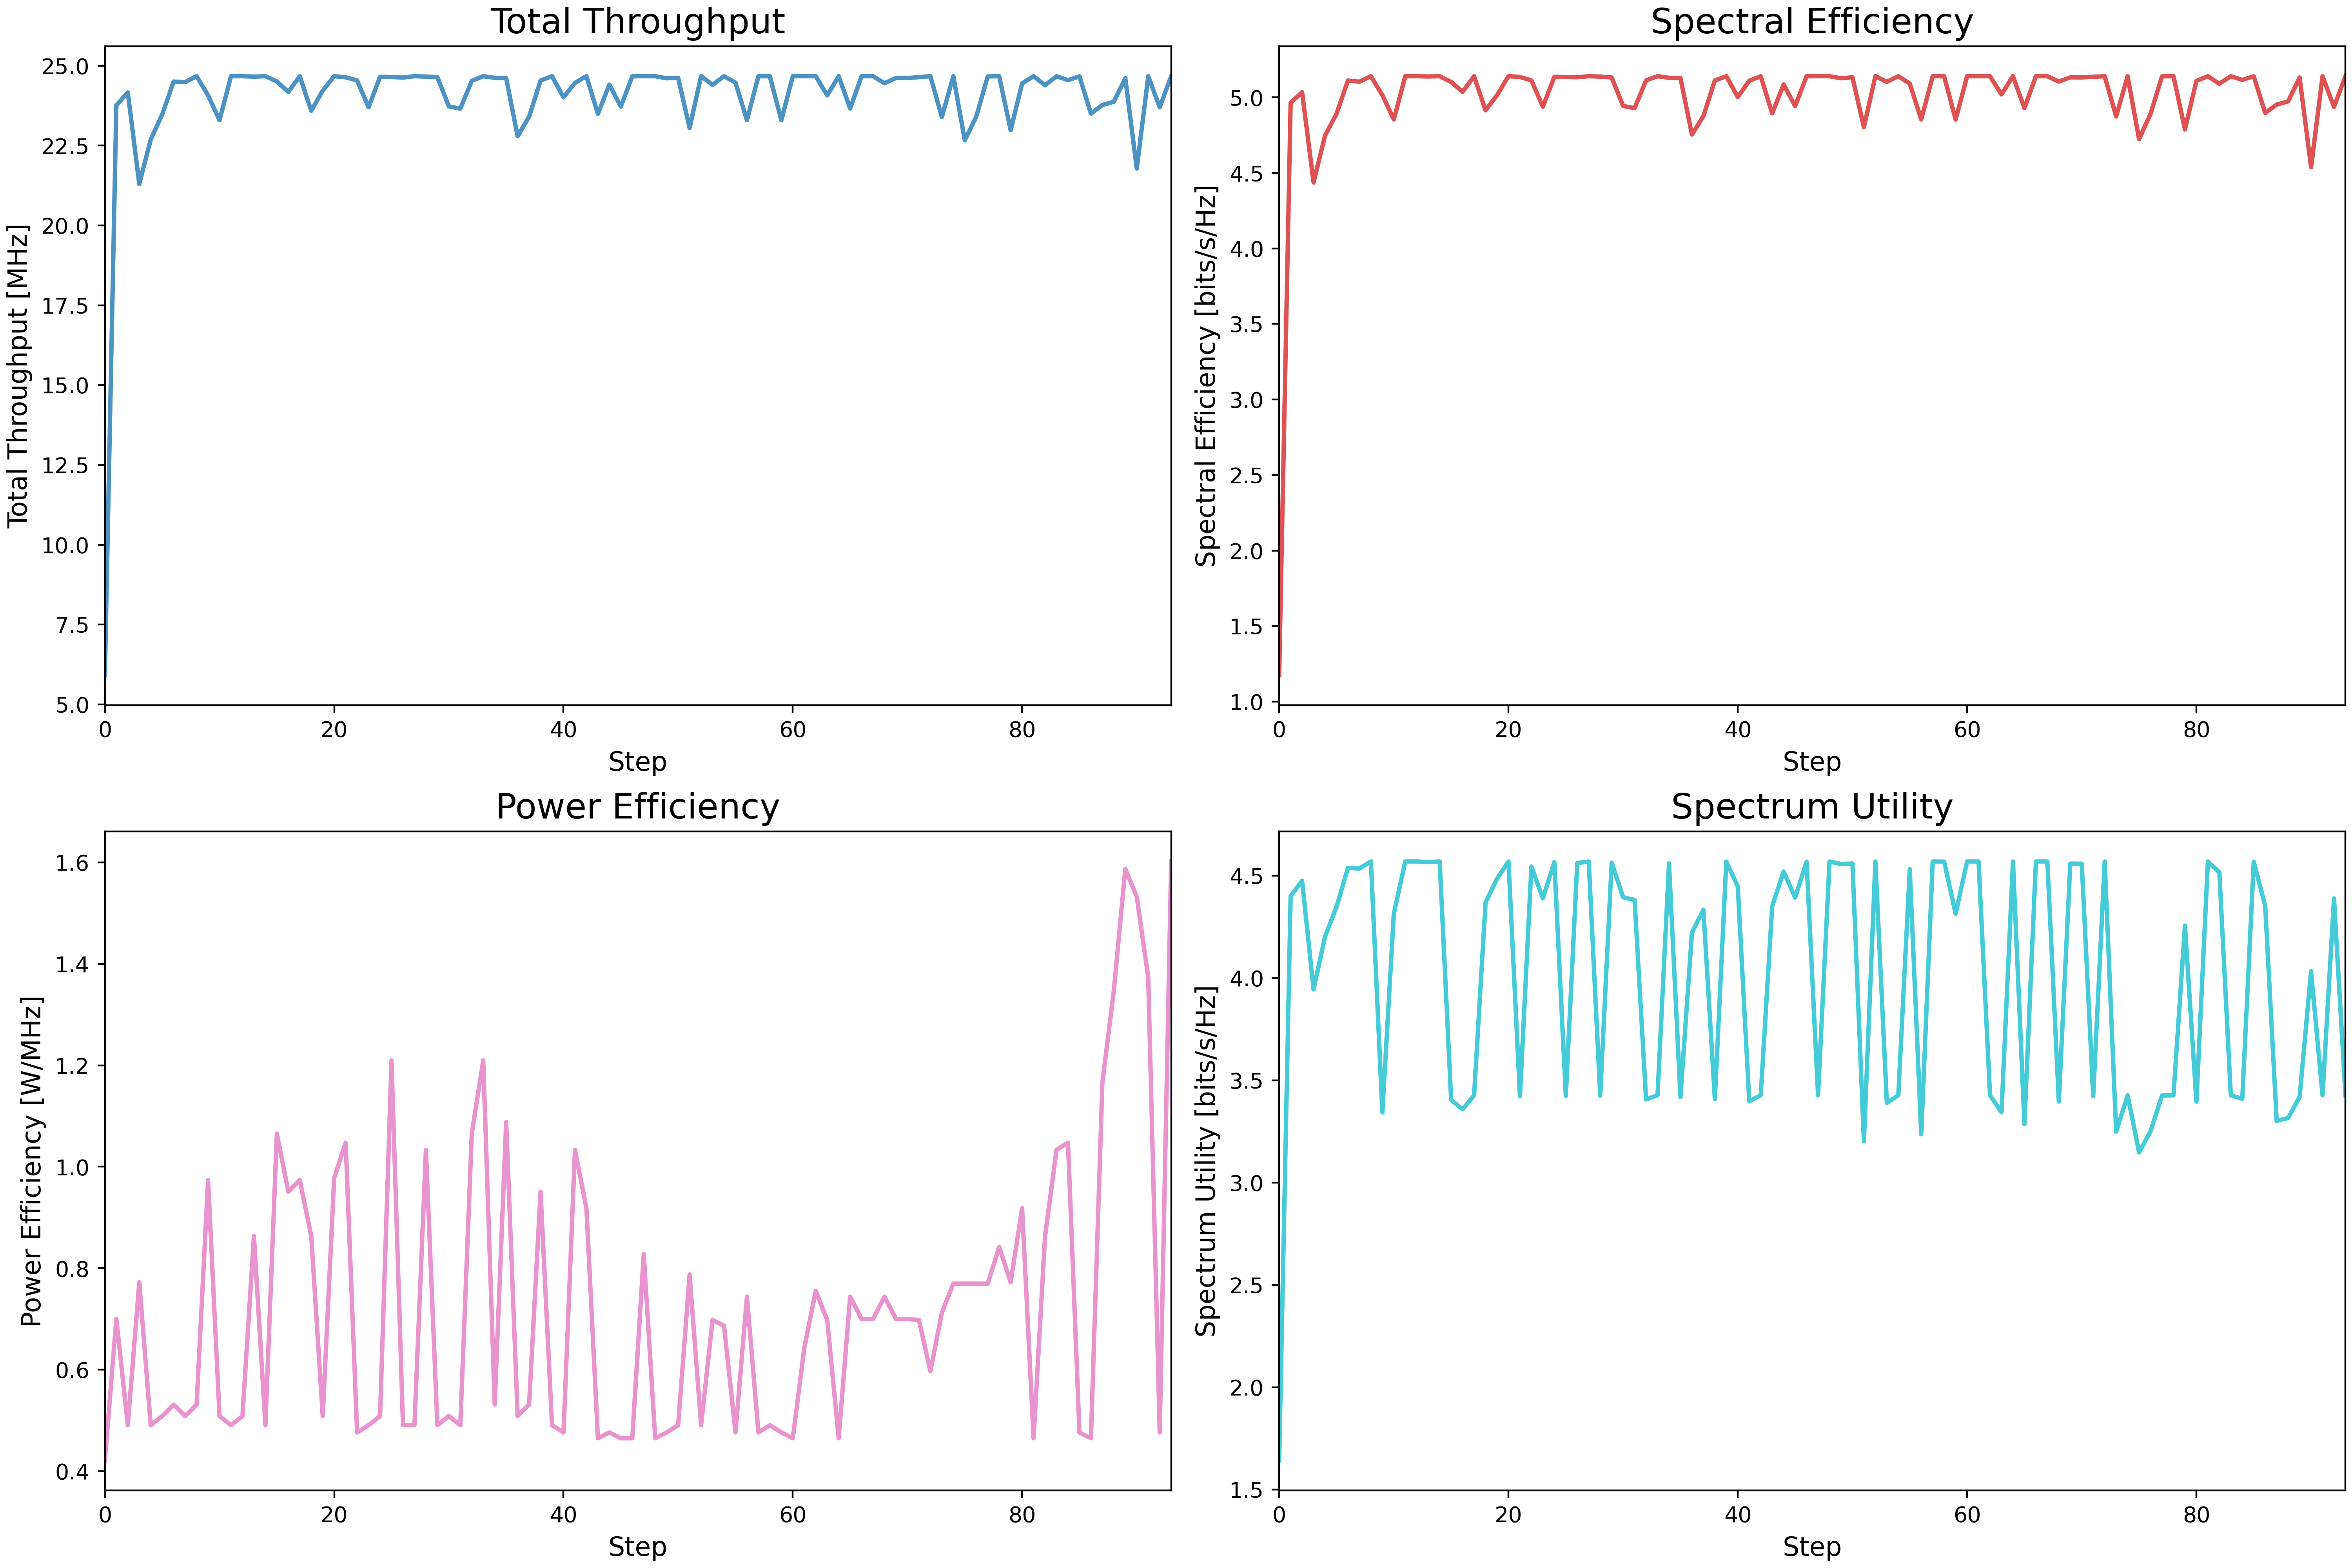 Total Throughput
Total Throughput [MHz]
25.0
22.5
20.0
17.5
15.0
12.5
10.0
7.5
5.0
0 20 40 60 80
Step
Spectral Efficiency
Spectral Efficiency [bits/s/Hz]
5.0
4.5
4.0
3.5
3.0
2.5
2.0
1.5
1.0
0 20 40 60 80
Step
Power Efficiency
Power Efficiency [W/MHz]
1.6
1.4
1.2
1.0
0.8
0.6
0.4
0 20 40 60 80
Step
Spectrum Utility
Spectrum Utility [bits/s/Hz]
4.5
4.0
3.5
3.0
2.5
2.0
1.5
0 20 40 60 80
Step